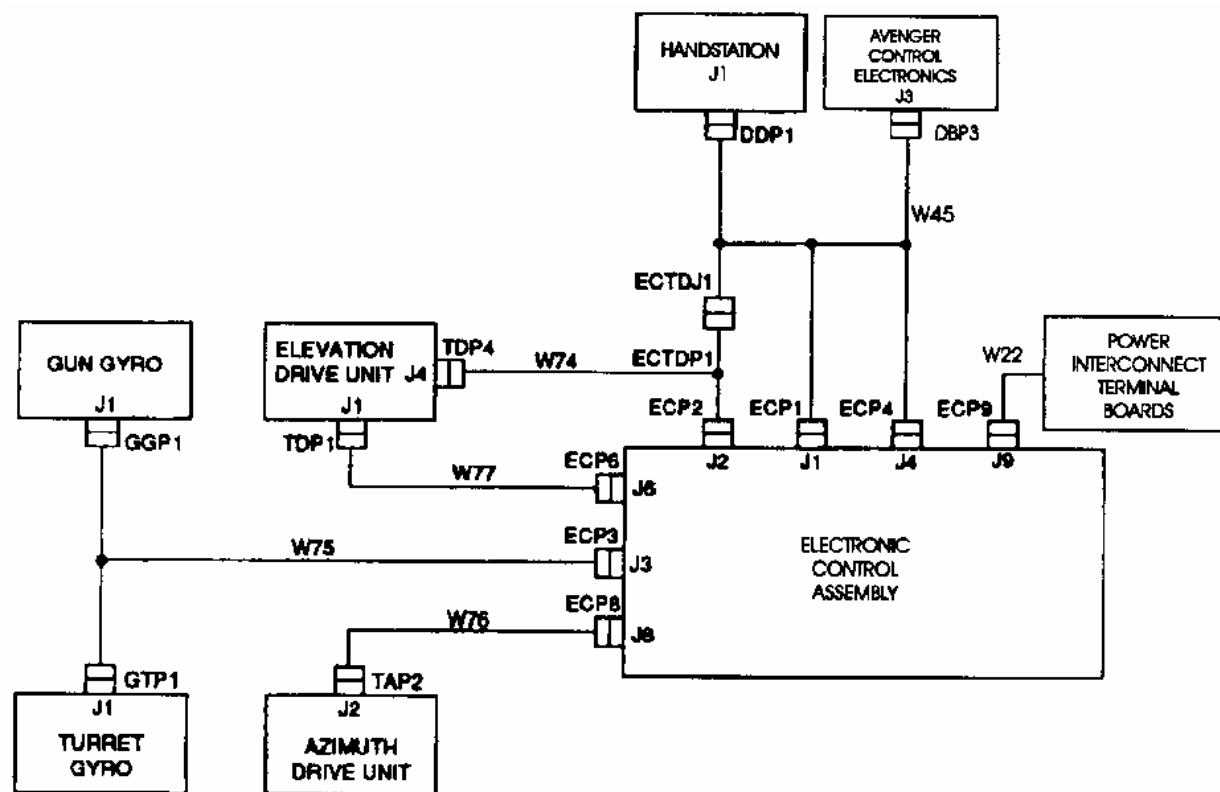 HANDSTATION
J1
AVENGER
CONTROL
ELECTRONICS
J3
DDP1
DBP3
W45
ECTDJ1
GUN GYRO
J1
ELEVATION
DRIVE UNIT
J4
J1
TDP4
W74
ECTDP1
W22
POWER
INTERCONNECT
TERMINAL
BOARDS
GGP1
TDP1
ECP2
ECP1
ECP4
ECP9
J2
J1
J4
J9
W77
ECP6
J6
W75
ECP3
J3
ELECTRONIC
CONTROL
ASSEMBLY
W76
ECP8
J8
GTP1
TAP2
J1
TURRET
GYRO
J2
AZIMUTH
DRIVE UNIT